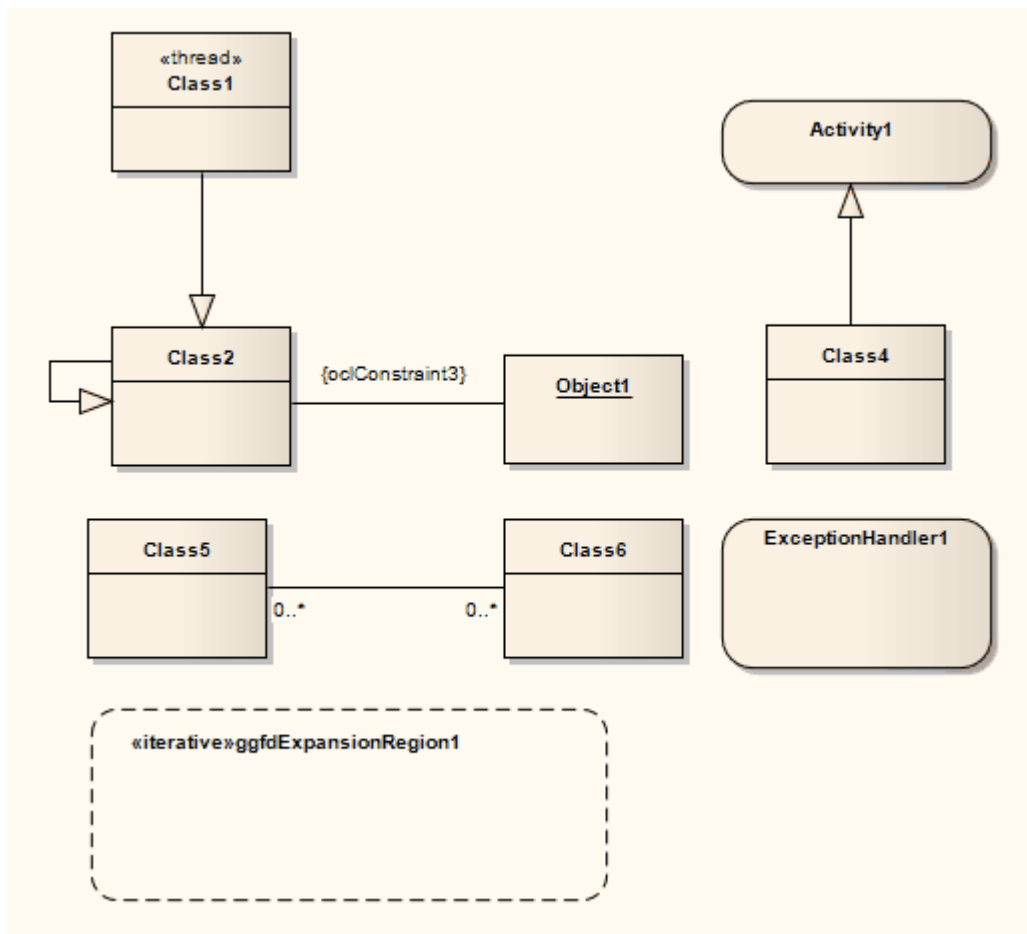 «thread»
Class1
Activity1
Class2
{oclConstraint3}
Object1
Class4
Class5
Class6
ExceptionHandler1
0..*
0..*
«iterative»ggfdExpansionRegion1